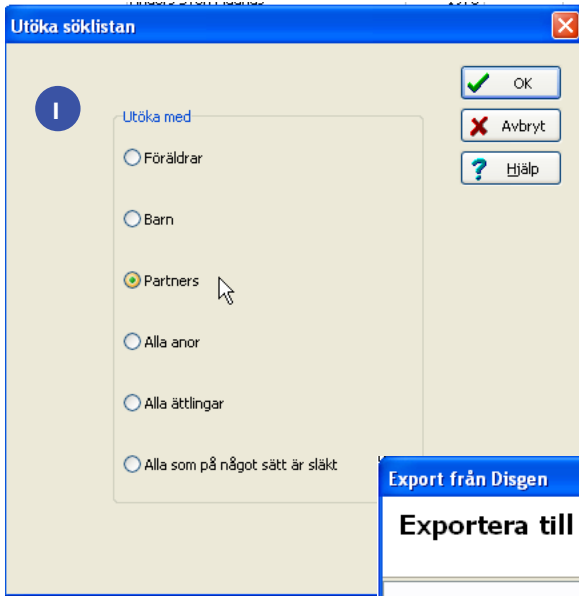 Utöka söklistan
OK
I
Utöka med
Avbryt
Föräldrar
Hjälp
Barn
Partners
Alla anor
Alla ättlingar
Alla som på något sätt är släkt
Export från Disgen
Exportera till